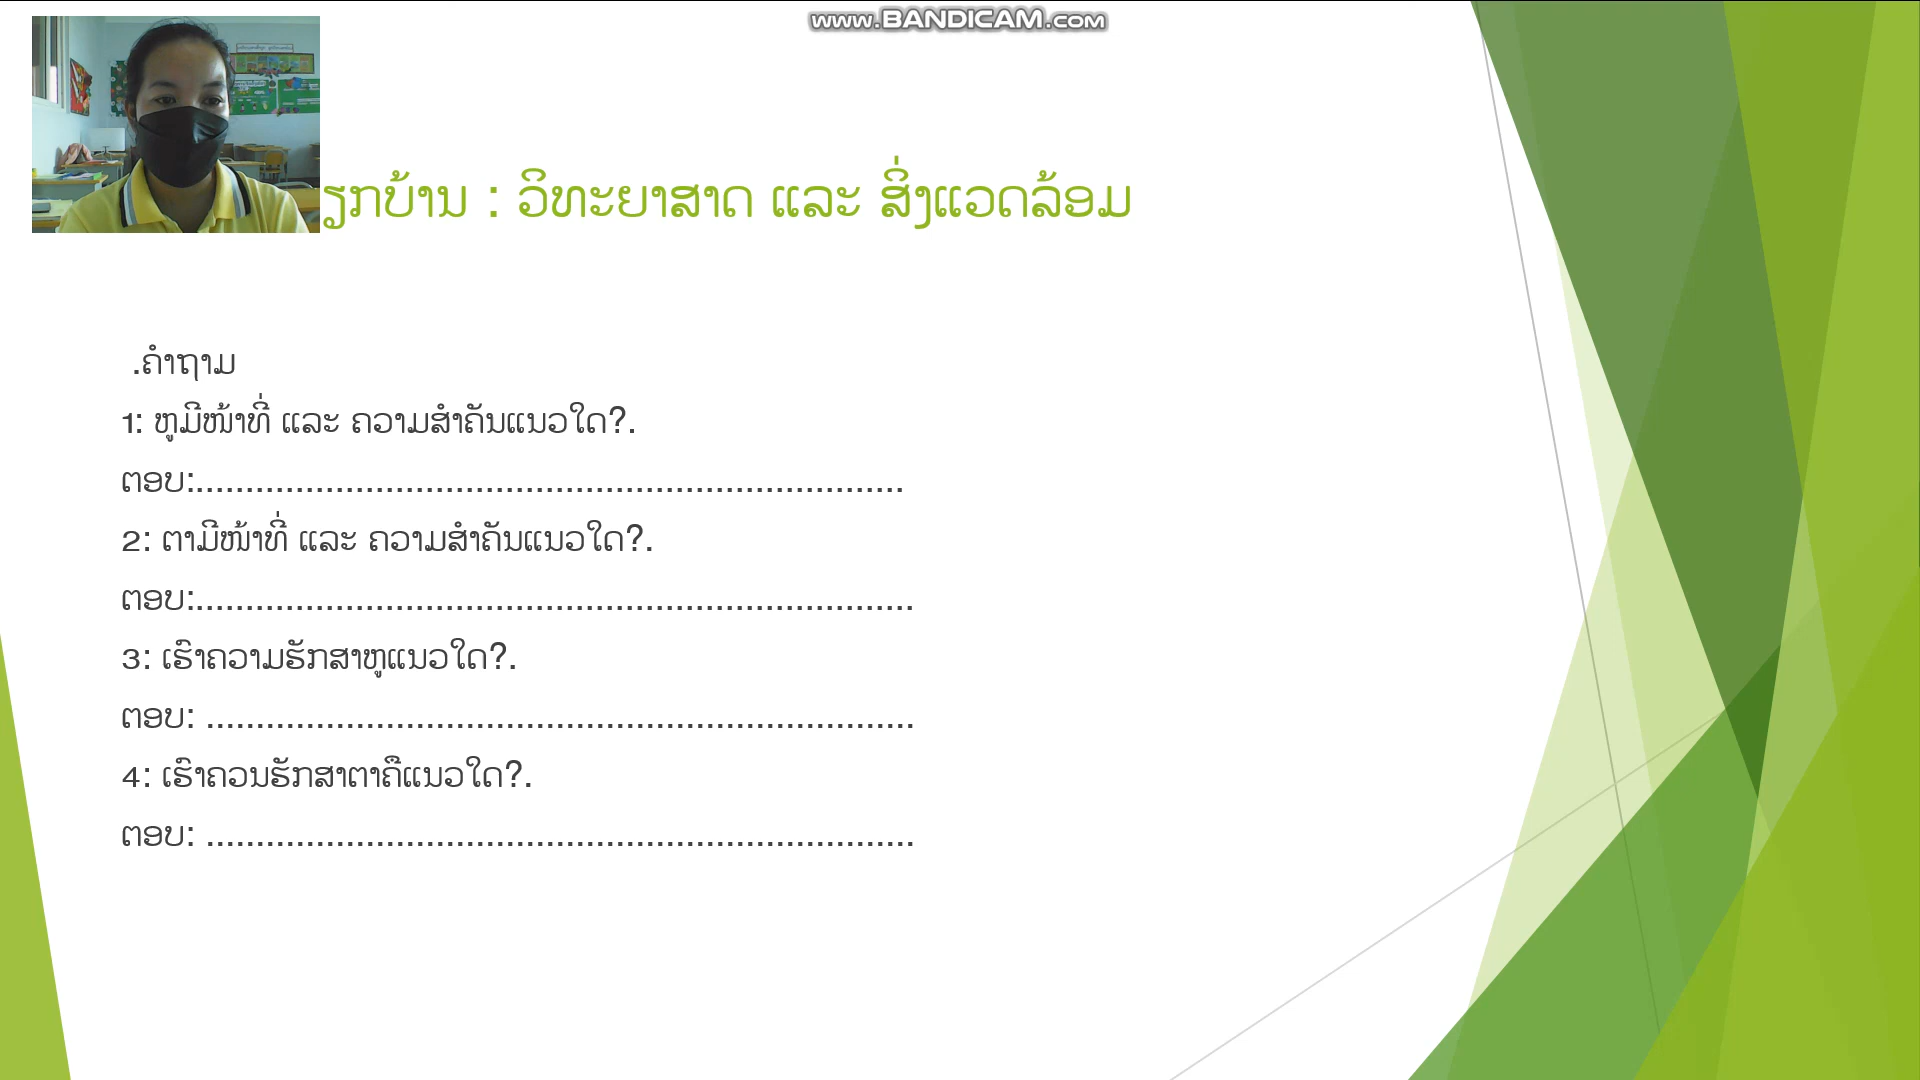 www.BANDICAM.com
ຽກບ້ານ : ວິທະຍາສາດ ແລະ ສິ່ງແວດລ້ອມ
.ຄຳຖາມ
1: ຫູມີໜ້າທີ່ ແລະ ຄວາມສຳຄັນແນວໃດ?.
ຕອບ:.......................................................................
2: ຕາມີໜ້າທີ່ ແລະ ຄວາມສຳຄັນແນວໃດ?.
ຕອບ:........................................................................
3: ເຮົາຄວາມຮັກສາຫູແນວໃດ?.
ຕອບ: .......................................................................
4: ເຮົາຄວນຮັກສາຕາຄືແນວໃດ?.
ຕອບ: .......................................................................